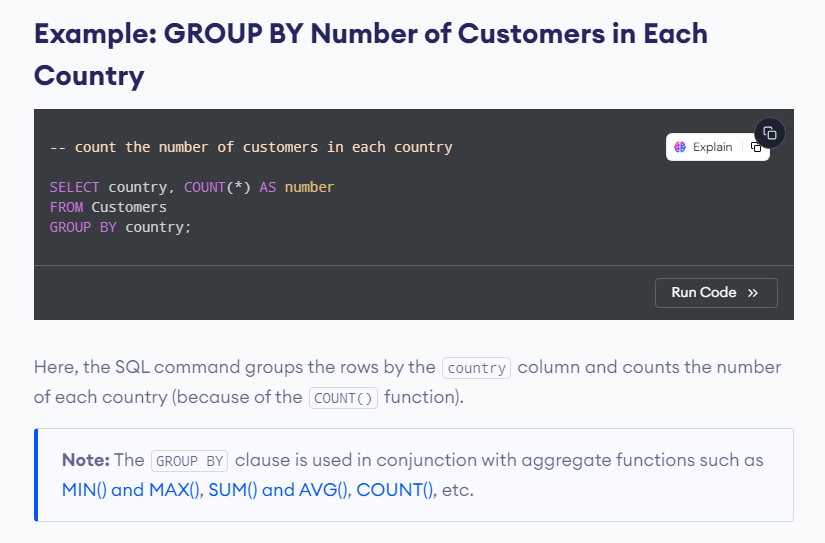 Example: GROUP BY Number of Customers in Each
Country
-- count the number of customers in each country
Explain
SELECT country, COUNT(*) AS number
FROM Customers
GROUP BY country;
Run Code
Here, the SQL command groups the rows by the country column and counts the number
of each country (because of the COUNT() function).
Note: The GROUP BY clause is used in conjunction with aggregate functions such as
MIN() and MAX(), SUM() and AVG(), COUNT(), etc.